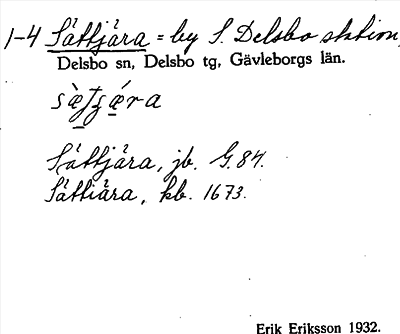 1-4 Sättjära = by S. Delsbo station,
Delsbo sn, Delsbo tg, Gävleborgs län.
Sättjära, jb. G. 84.
Sättiära, kb. 1673.
Erik Eriksson 1932.